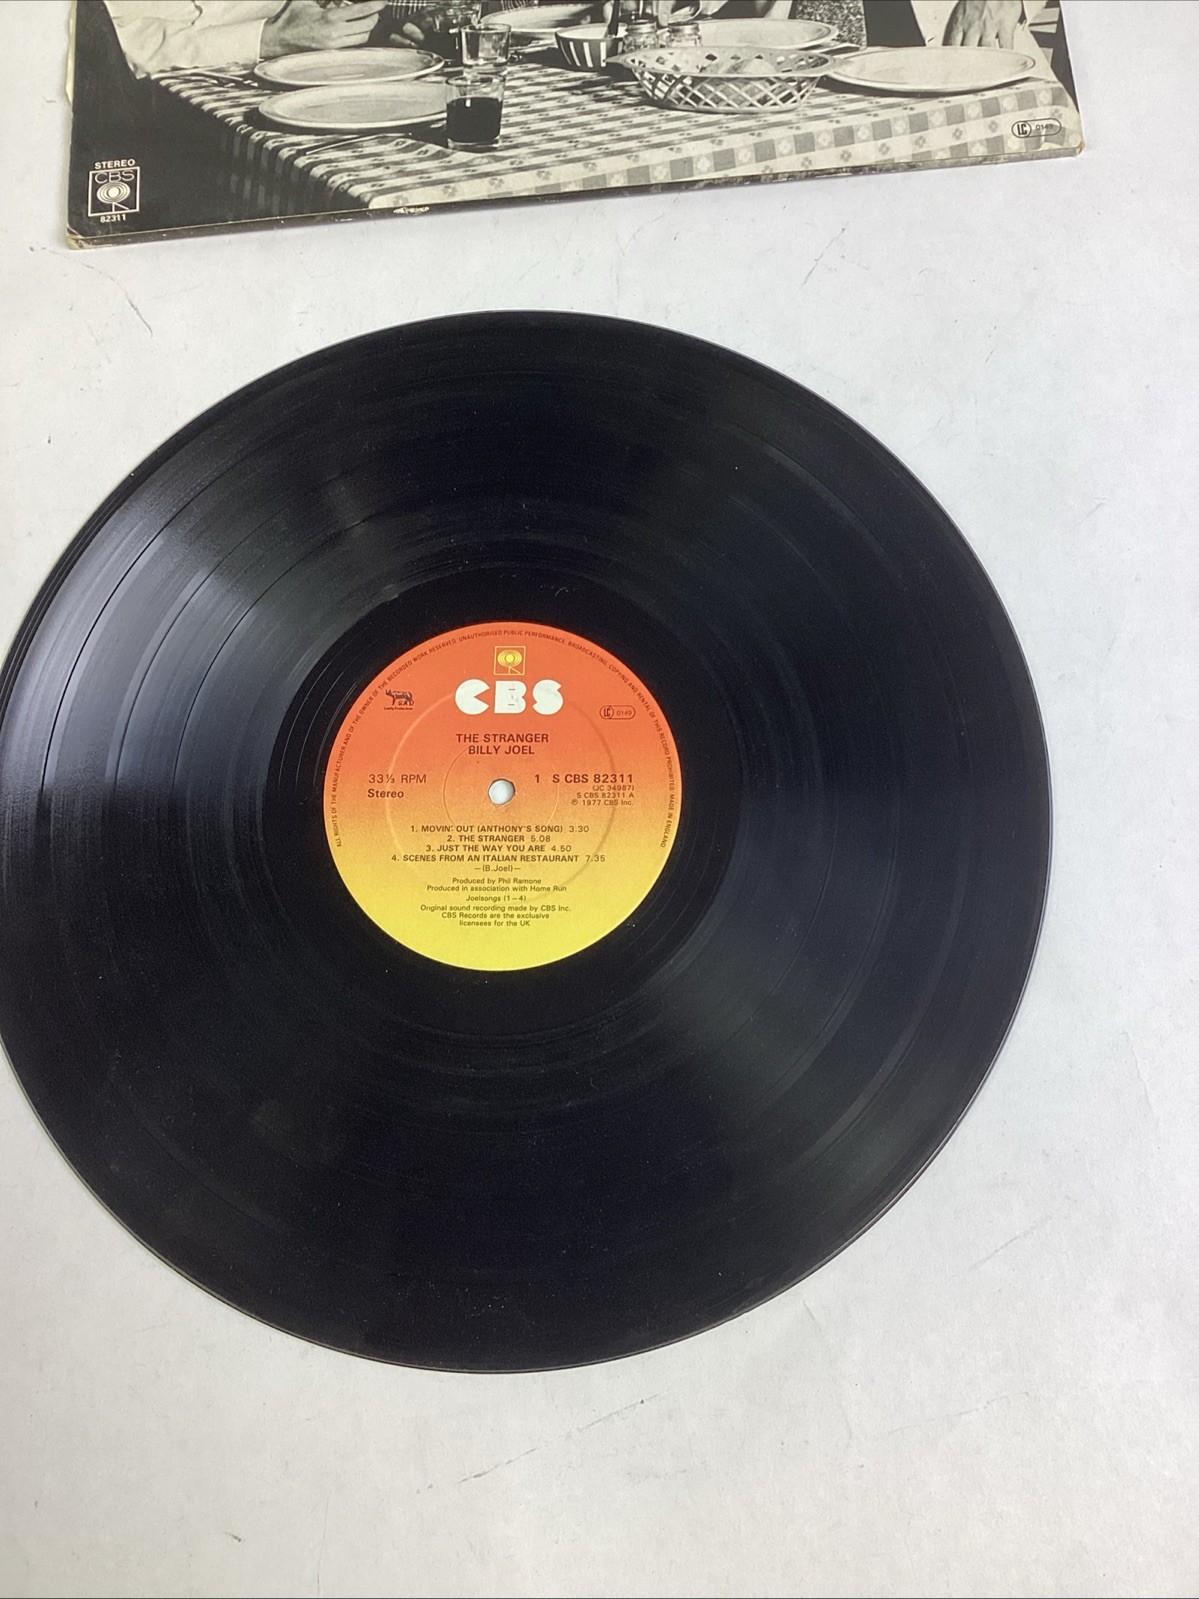 STEREO
CBS
82311
LC 0149
ALL RIGHTS OF THE MANUFACTURER AND OF THE OWNER OF THE RECORDED WORK RESERVED. UNAUTHORISED PUBLIC PERFORMANCE, BROADCASTING, COPYING AND RENTAL OF THIS RECORD PROHIBITED. MADE IN ENGLAND
CBS
LC 0149
THE STRANGER
BILLY JOEL
33⅓ RPM
Stereo
1 S CBS 82311
(JC 34987)
S CBS 82311 A
℗ 1977 CBS Inc.
1. MOVIN' OUT (ANTHONY'S SONG) 3.30
2. THE STRANGER 5.08
3. JUST THE WAY YOU ARE 4.50
4. SCENES FROM AN ITALIAN RESTAURANT 7.35
—(B.Joel)—
Produced by Phil Ramone
Produced in association with Home Run
Joelsongs (1–4)
Original sound recording made by CBS Inc.
CBS Records are the exclusive
licensees for the UK